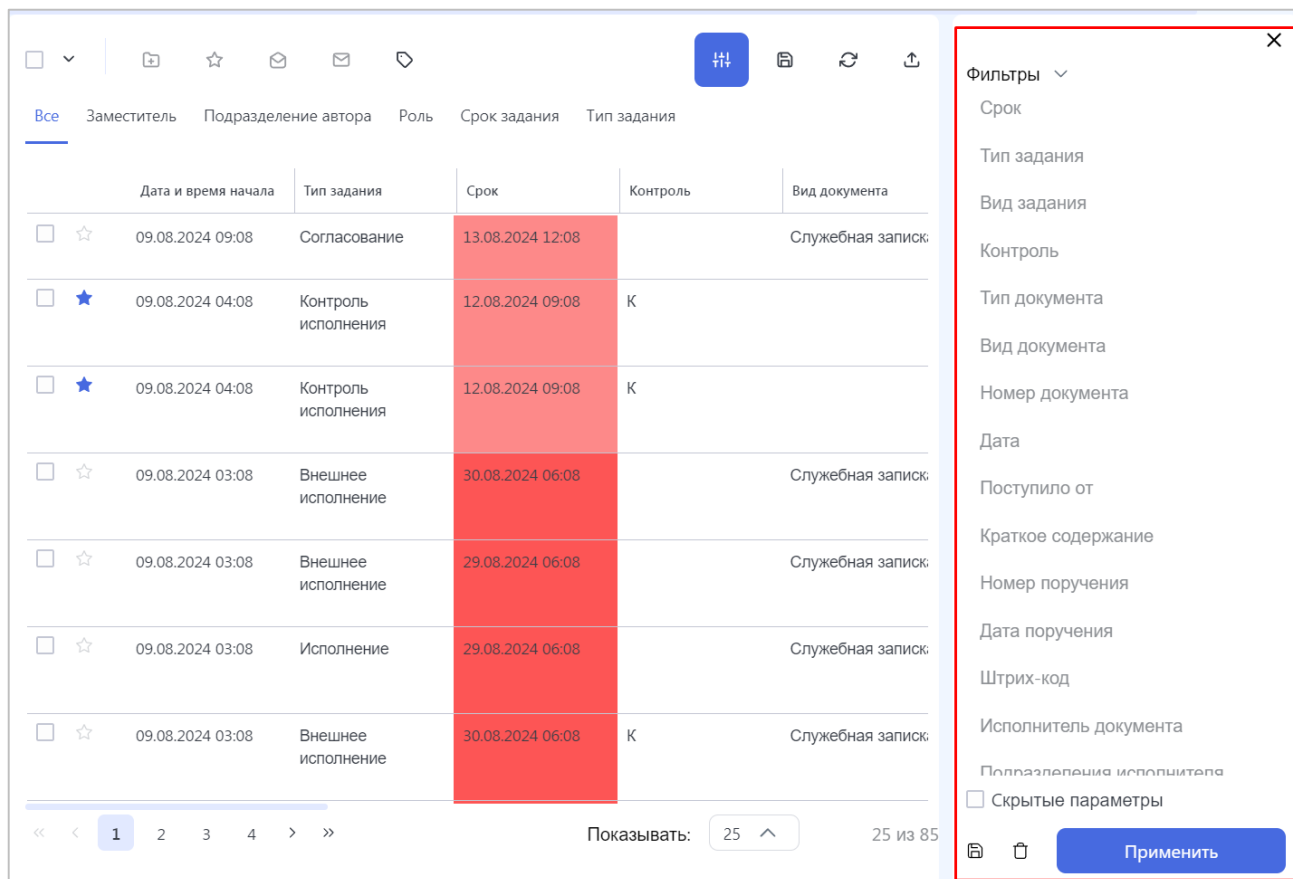 Все Заместитель Подразделение автора Роль Срок задания Тип задания
Дата и время начала Тип задания Срок Контроль Вид документа
09.08.2024 09:08 Согласование 13.08.2024 12:08 Служебная записка
09.08.2024 04:08 Контроль 12.08.2024 09:08 К
исполнения
09.08.2024 04:08 Контроль 12.08.2024 09:08 К
исполнения
09.08.2024 03:08 Внешнее 30.08.2024 06:08 Служебная записка
исполнение
09.08.2024 03:08 Внешнее 29.08.2024 06:08 Служебная записка
исполнение
09.08.2024 03:08 Исполнение 29.08.2024 06:08 Служебная записка
09.08.2024 03:08 Внешнее 30.08.2024 06:08 К Служебная записка
исполнение
« < 1 2 3 4 > » Показывать: 25 25 из 85
Фильтры
Срок
Тип задания
Вид задания
Контроль
Тип документа
Вид документа
Номер документа
Дата
Поступило от
Краткое содержание
Номер поручения
Дата поручения
Штрих-код
Исполнитель документа
Подразделения исполнителя
Скрытые параметры
Применить